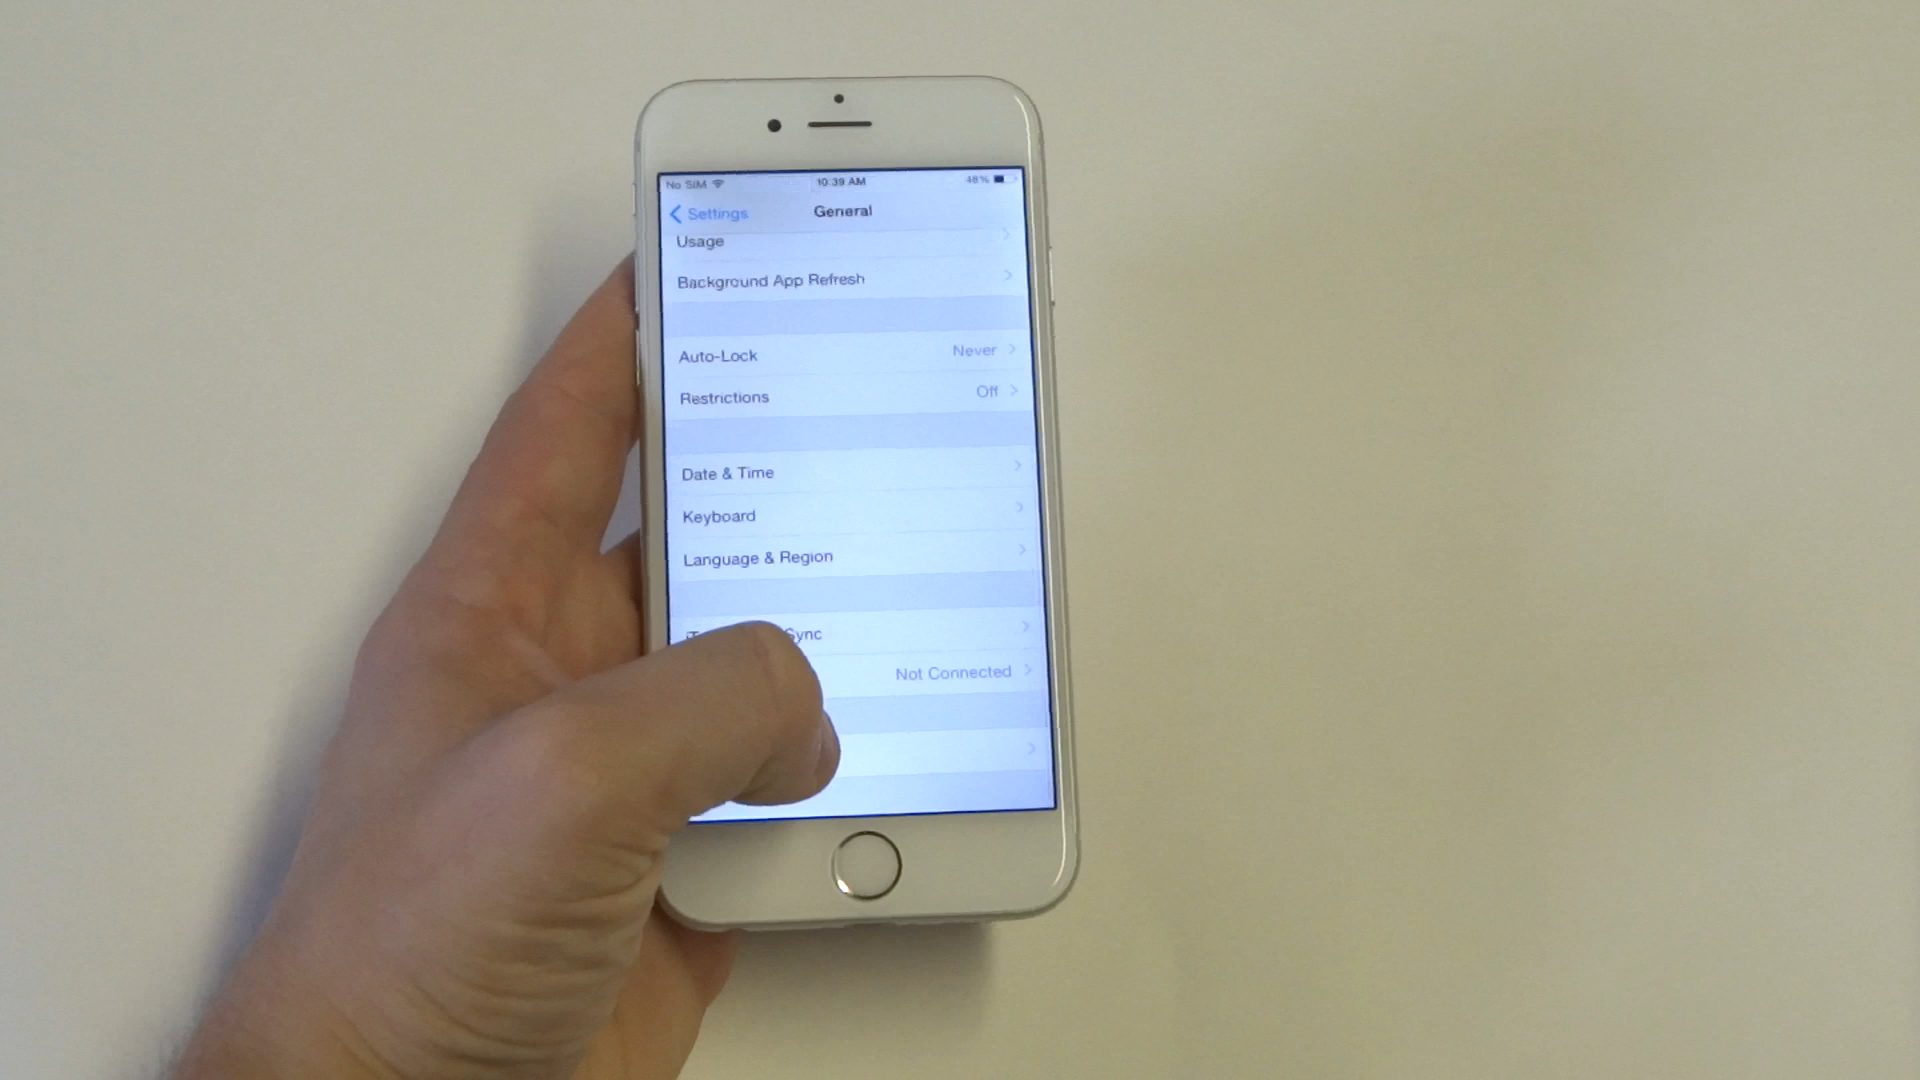 No SIM 10:39 AM 48%
Settings General
Usage
Background App Refresh
Auto-Lock Never
Restrictions Off
Date & Time
Keyboard
Language & Region
Sync
Not Connected